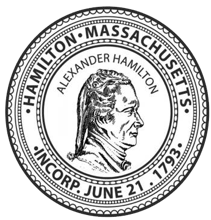 ·HAMILTON·MASSACHUSETTS·
ALEXANDER HAMILTON
INCORP. JUNE 21 . 1793